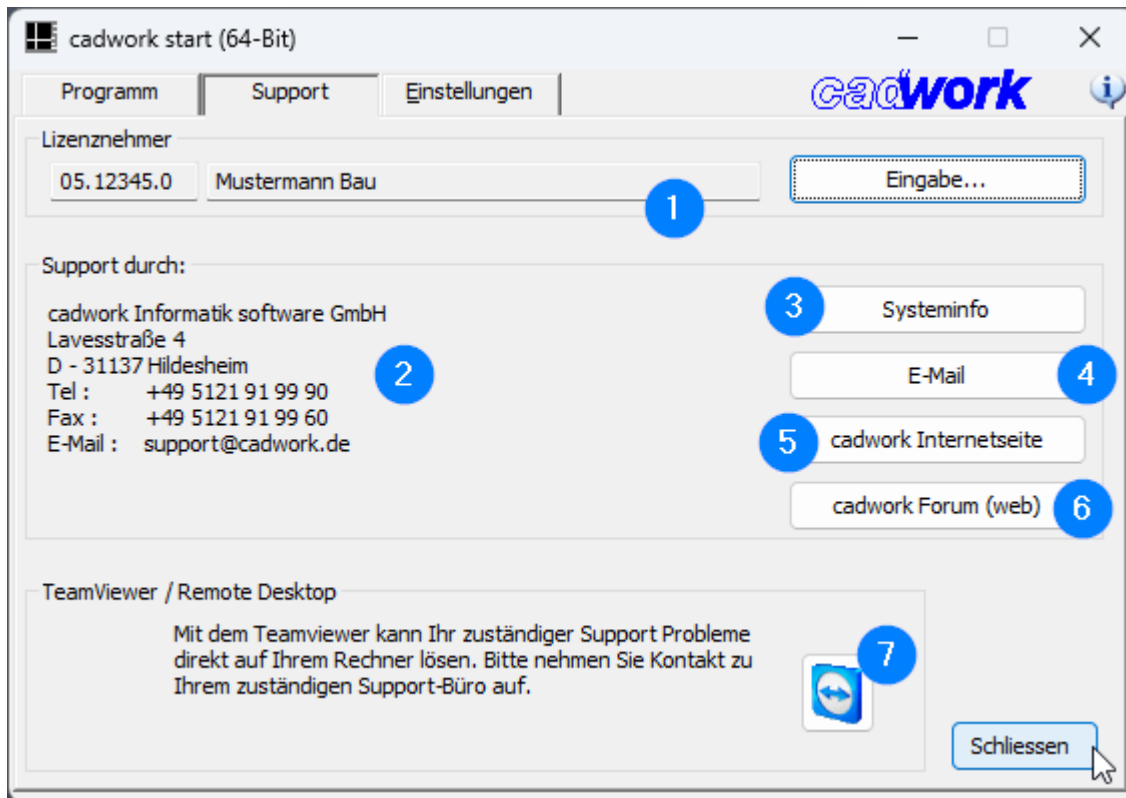 cadwork start (64-Bit)
Programm Support Einstellungen cadwork
Lizenznehmer
05.12345.0 Mustermann Bau Eingabe...
1
Support durch:
cadwork Informatik software GmbH
Lavesstraße 4
D - 31137 Hildesheim
Tel : +49 5121 91 99 90
Fax : +49 5121 91 99 60
E-Mail : support@cadwork.de
2
3 Systeminfo
E-Mail 4
5 cadwork Internetseite
cadwork Forum (web) 6
TeamViewer / Remote Desktop
Mit dem Teamviewer kann Ihr zuständiger Support Probleme
direkt auf Ihrem Rechner lösen. Bitte nehmen Sie Kontakt zu
Ihrem zuständigen Support-Büro auf.
7
Schliessen